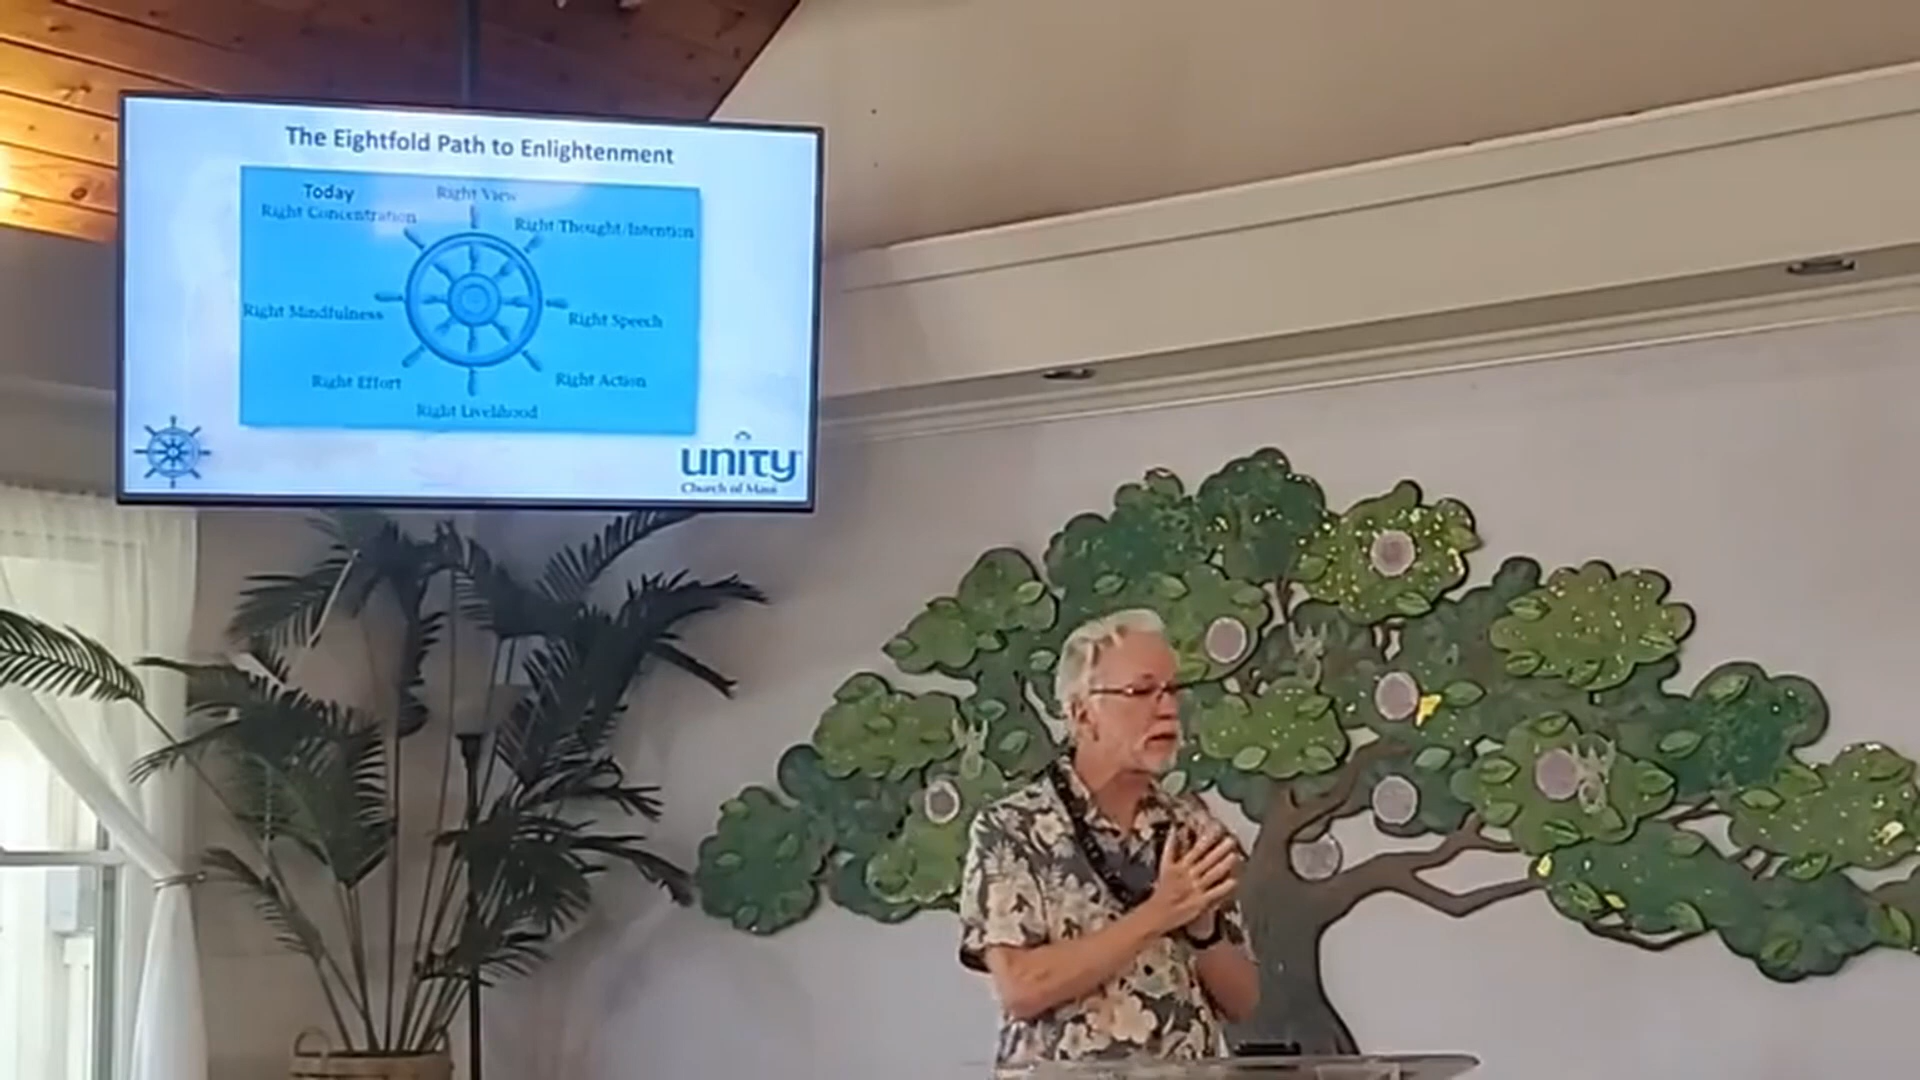 The Eightfold Path to Enlightenment
Today
Right View
Right Concentration
Right Thought/Intention
Right Mindfulness
Right Speech
Right Effort
Right Action
Right Livelihood
unity
Church of Maui